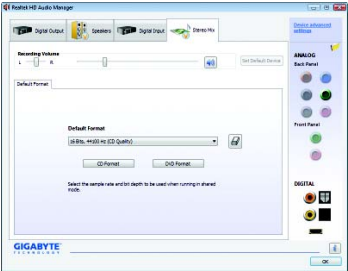 Realtek HD Audio Manager
Digital Output
Speakers
Digital Input
Stereo Mix
Device advanced
settings
Recording Volume
L
R
Set Default Device
ANALOG
Back Panel
Default Format
Default Format
16 Bits, 44100 Hz (CD Quality)
CD Format
DVD Format
Select the sample rate and bit depth to be used when running in shared
mode.
Front Panel
DIGITAL
GIGABYTE
TECHNOLOGY
OK